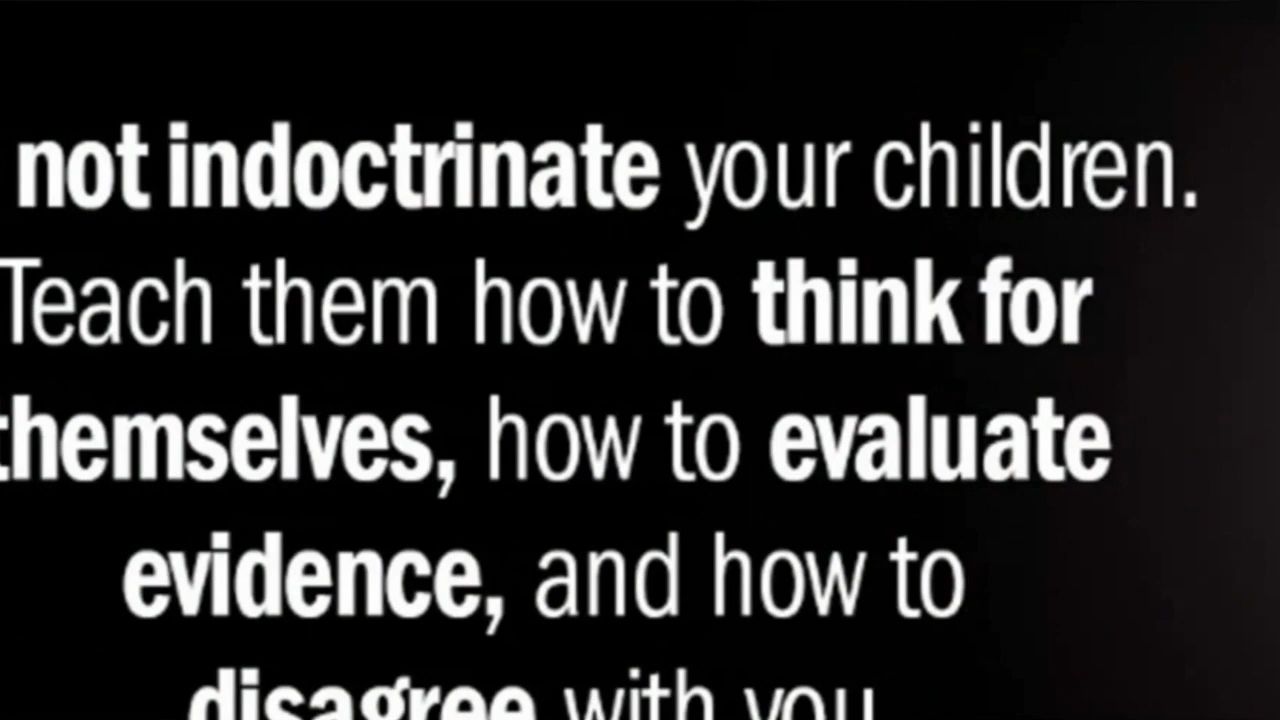 not indoctrinate your children.
Teach them how to think for
themselves, how to evaluate
evidence, and how to
disagree with you